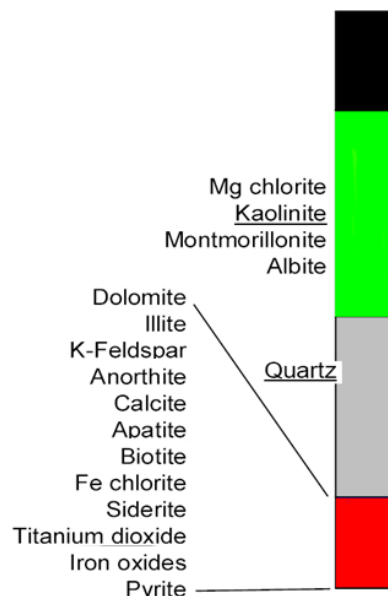 Mg chlorite
Kaolinite
Montmorillonite
Albite
Dolomite
Illite
K-Feldspar
Quartz
Anorthite
Calcite
Apatite
Biotite
Fe chlorite
Siderite
Titanium dioxide
Iron oxides
Pyrite